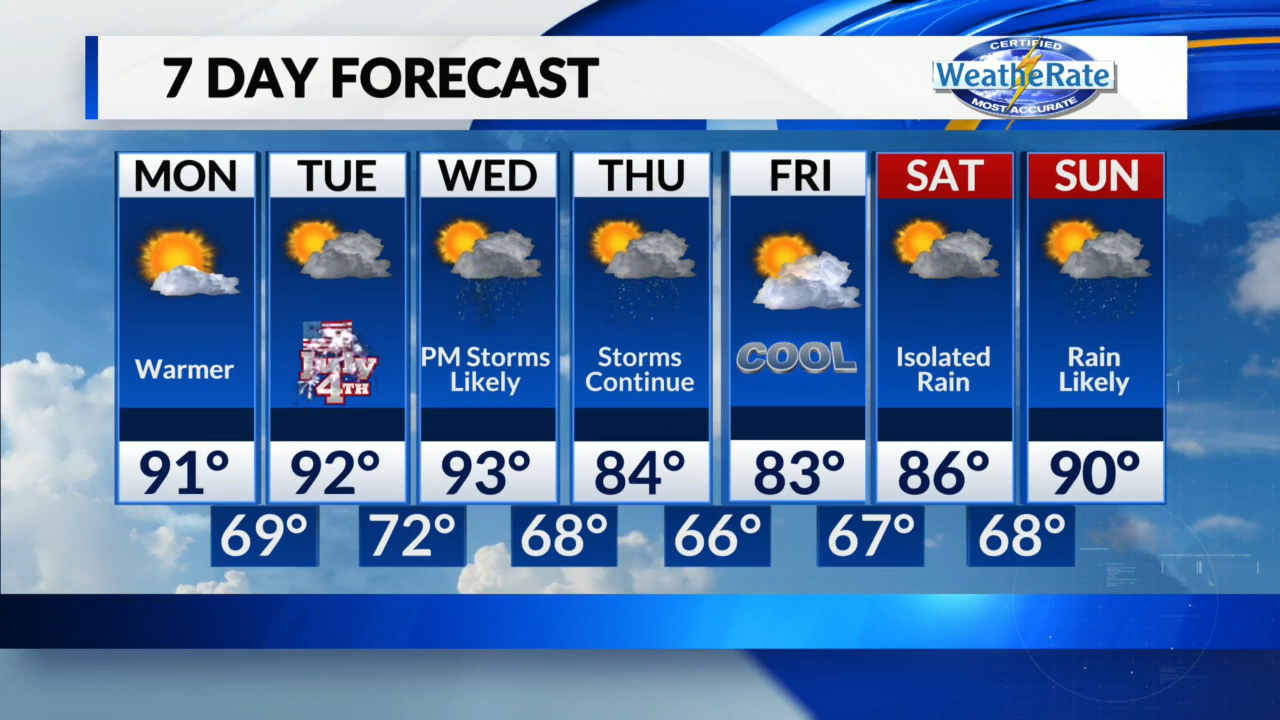 7 DAY FORECAST
CERTIFIED
WeatheRate
MOST ACCURATE
MON
TUE
WED
THU
FRI
SAT
SUN
Warmer
July
4TH
PM Storms
Likely
Storms
Continue
COOL
Isolated
Rain
Rain
Likely
91°
92°
93°
84°
83°
86°
90°
69°
72°
68°
66°
67°
68°